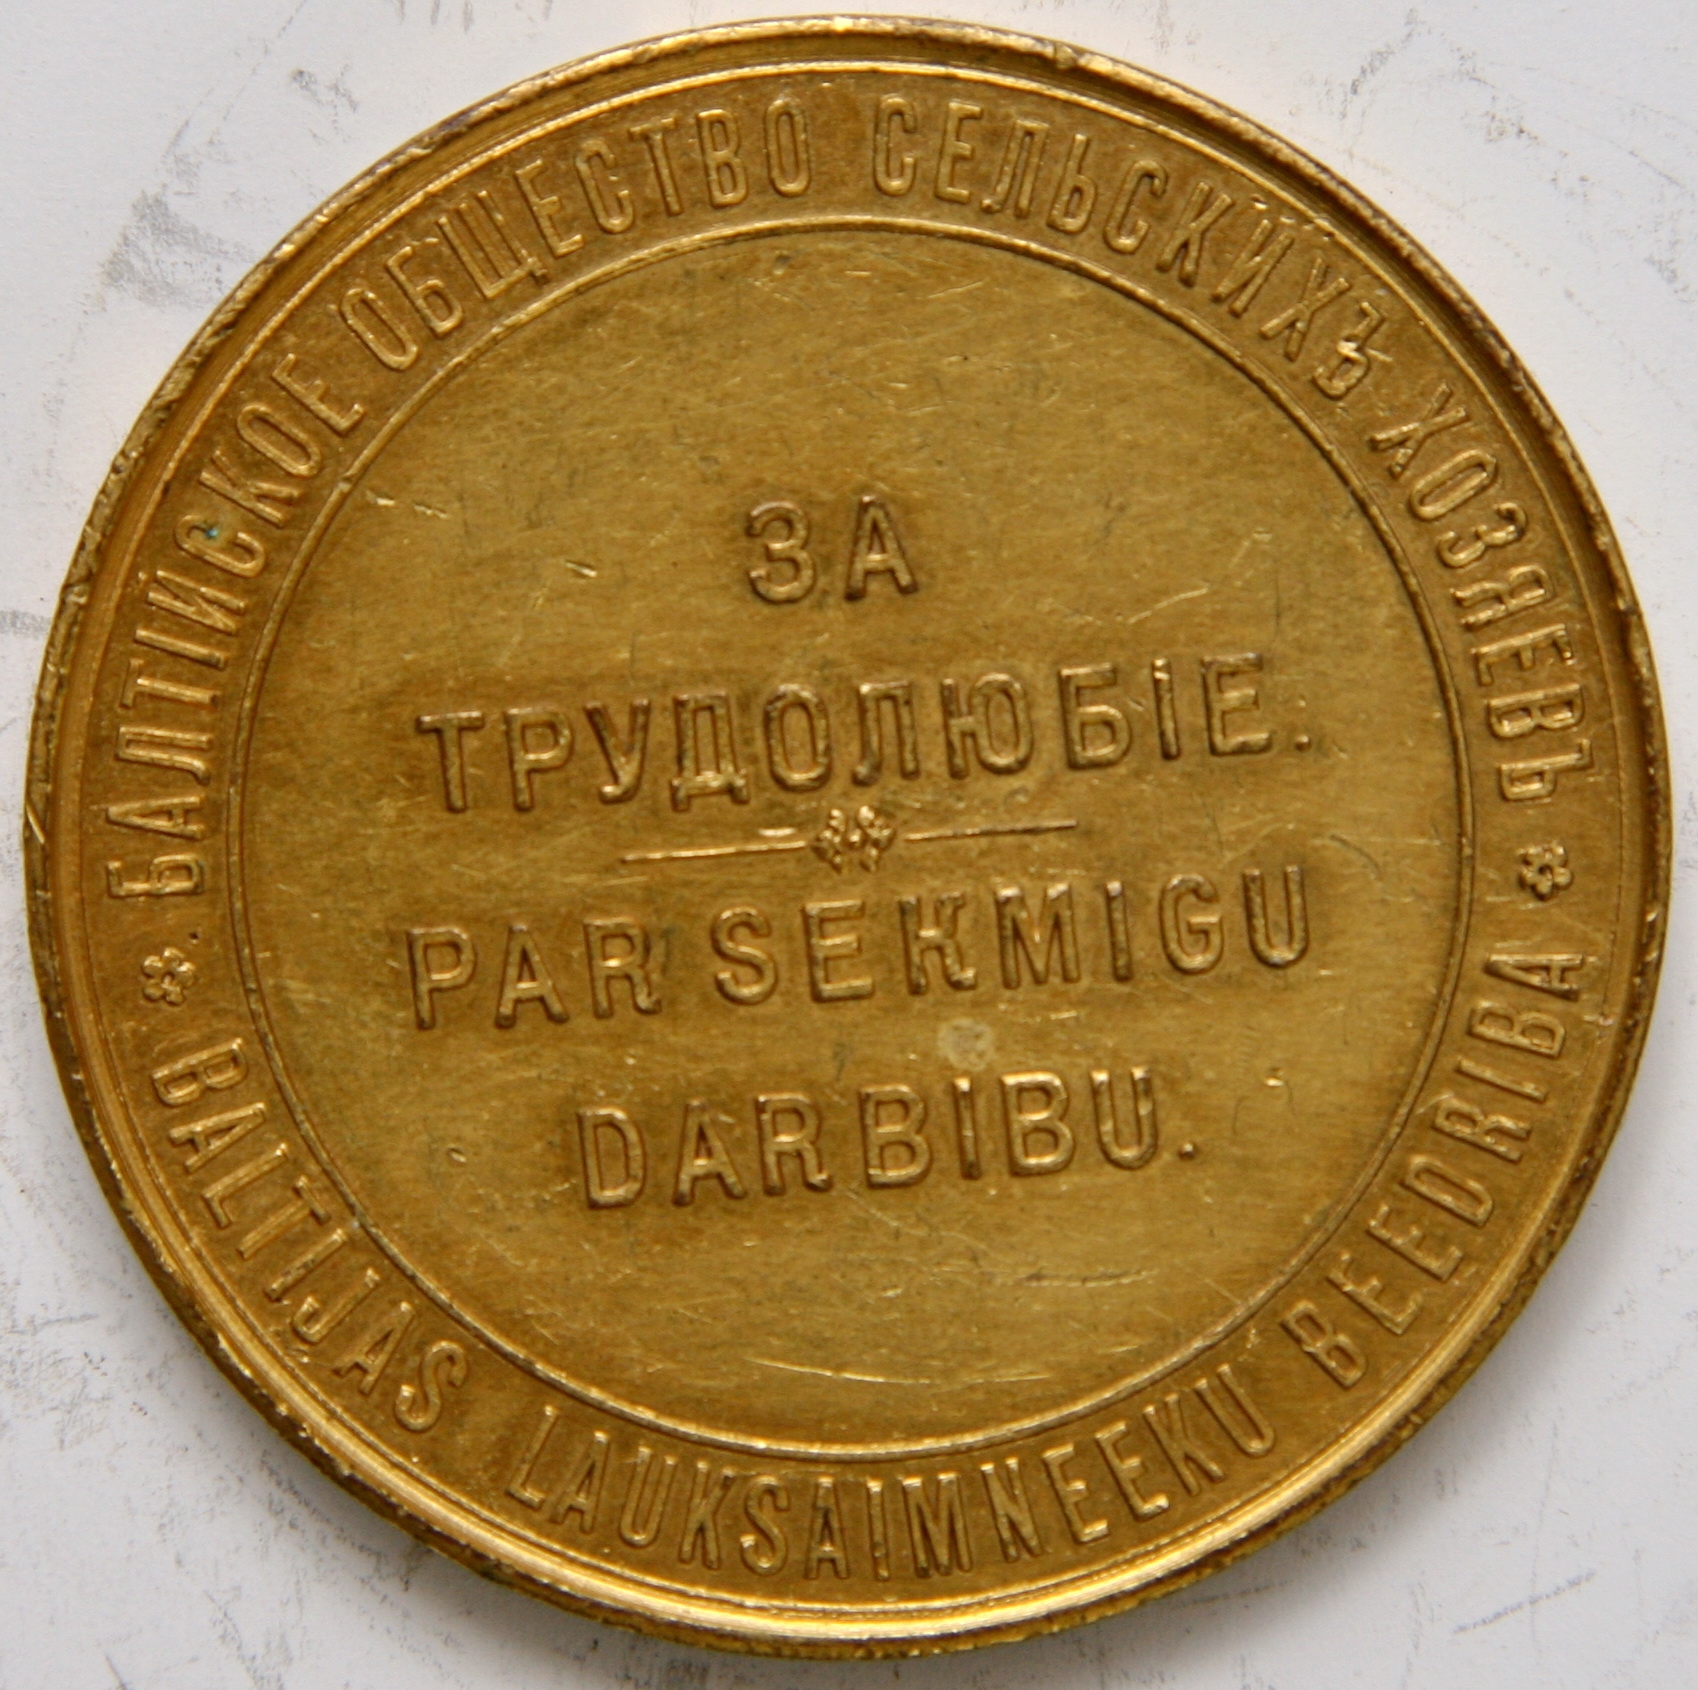 БАЛТІЙСКОЕ ОБЩЕСТВО СЕЛЬСКИХЪ ХОЗЯЕВЪ
ЗА
ТРУДОЛЮБІЕ.
PAR SEKMIGU
DARBIBU.
BALTIJAS LAUKSAIMNEEKU BEEDRIBA